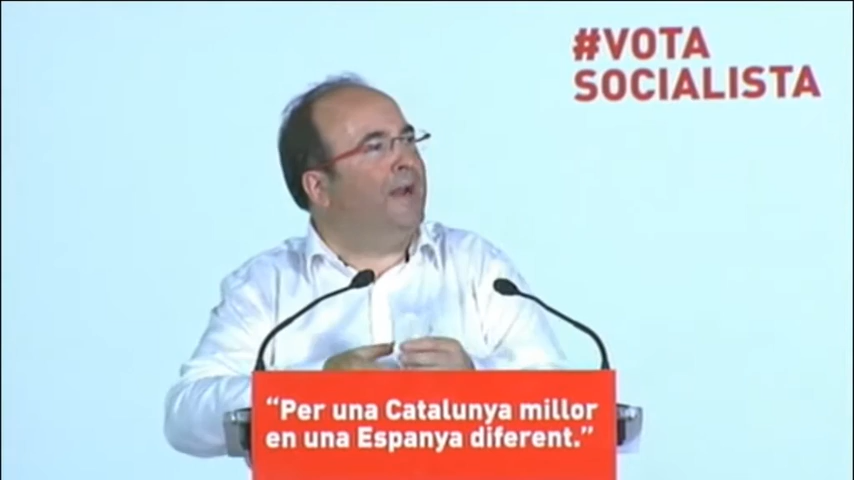 #VOTA
SOCIALISTA
“Per una Catalunya millor
en una Espanya diferent.”